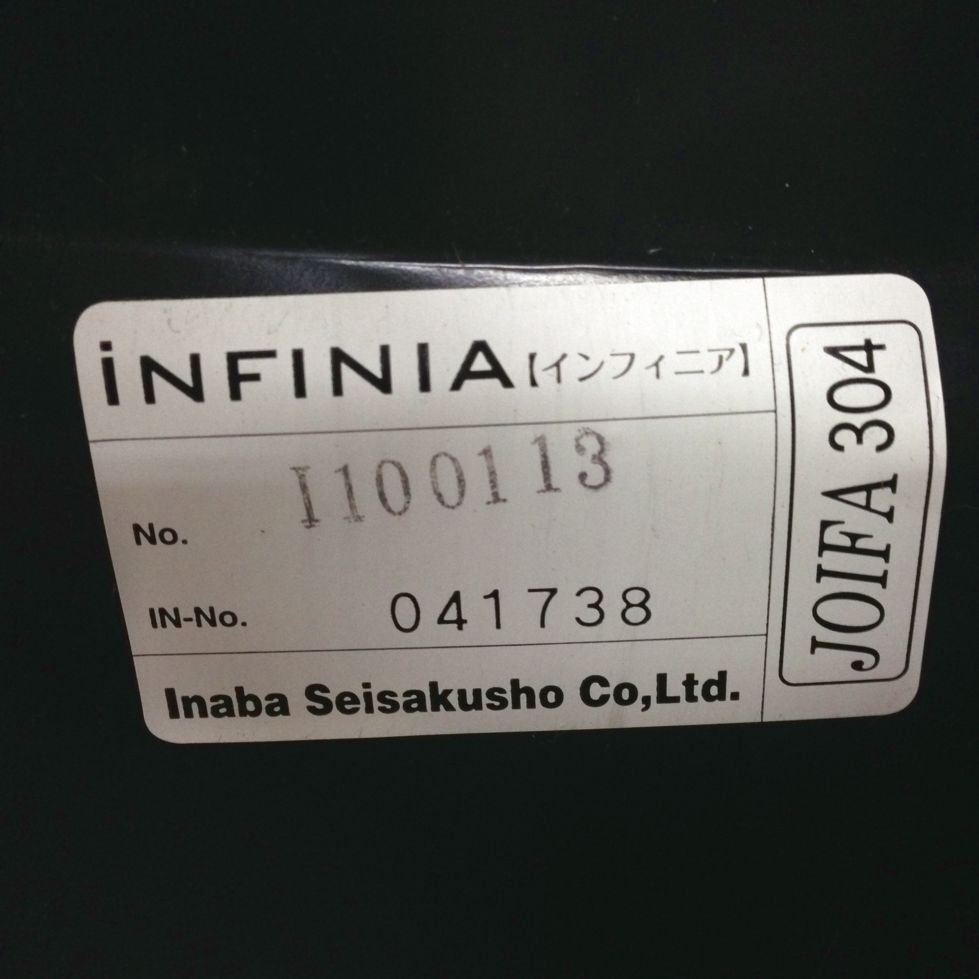 iNFINIA【インフィニア】
No. I100113
IN-No. 041738
Inaba Seisakusho Co,Ltd.
JOIFA 304